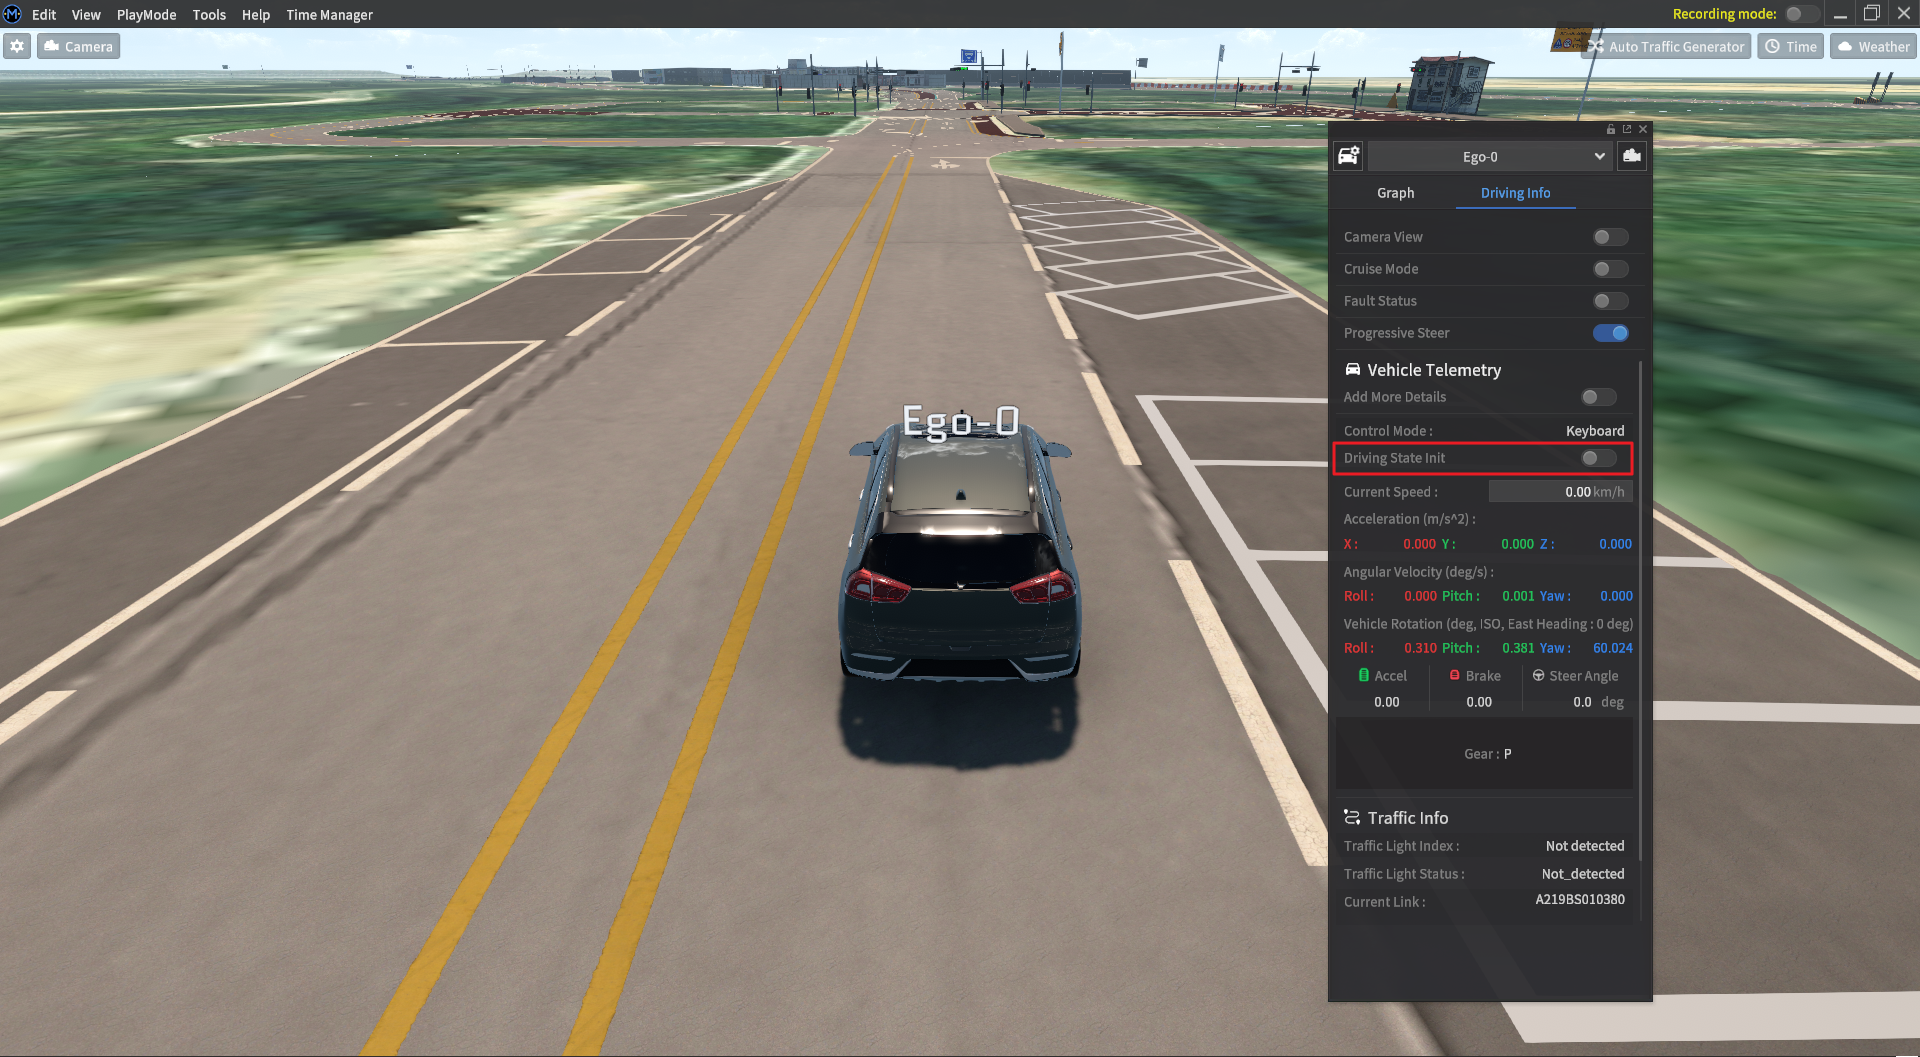 Edit View PlayMode Tools Help Time Manager
Recording mode:
Camera
Auto Traffic Generator
Time
Weather
Ego-0
Ego-0
Graph
Driving Info
Camera View
Cruise Mode
Fault Status
Progressive Steer
Vehicle Telemetry
Add More Details
Control Mode : Keyboard
Driving State Init
Current Speed : 0.00 km/h
Acceleration (m/s^2) :
X : 0.000 Y : 0.000 Z : 0.000
Angular Velocity (deg/s) :
Roll : 0.000 Pitch : 0.001 Yaw : 0.000
Vehicle Rotation (deg, ISO, East Heading : 0 deg)
Roll : 0.310 Pitch : 0.381 Yaw : 60.024
Accel Brake Steer Angle
0.00 0.00 0.0 deg
Gear : P
Traffic Info
Traffic Light Index : Not detected
Traffic Light Status : Not_detected
Current Link : A219BS010380